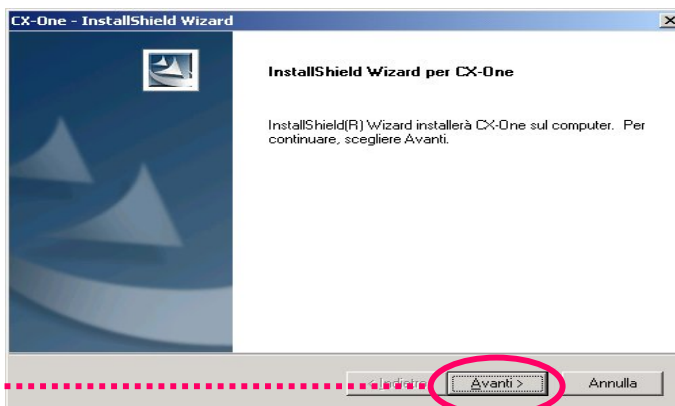 CX-One - InstallShield Wizard
InstallShield Wizard per CX-One
InstallShield(R) Wizard installerà CX-One sul computer. Per
continuare, scegliere Avanti.
< Indietro Avanti > Annulla